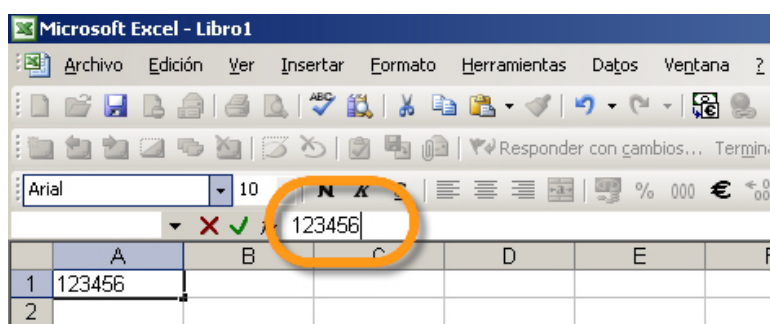 Microsoft Excel - Libro1
Archivo Edición Ver Insertar Formato Herramientas Datos Ventana ?
ABC
Responder con cambios...
Arial 10 N K S % 000 €
123456
A B C D E
1 123456
2